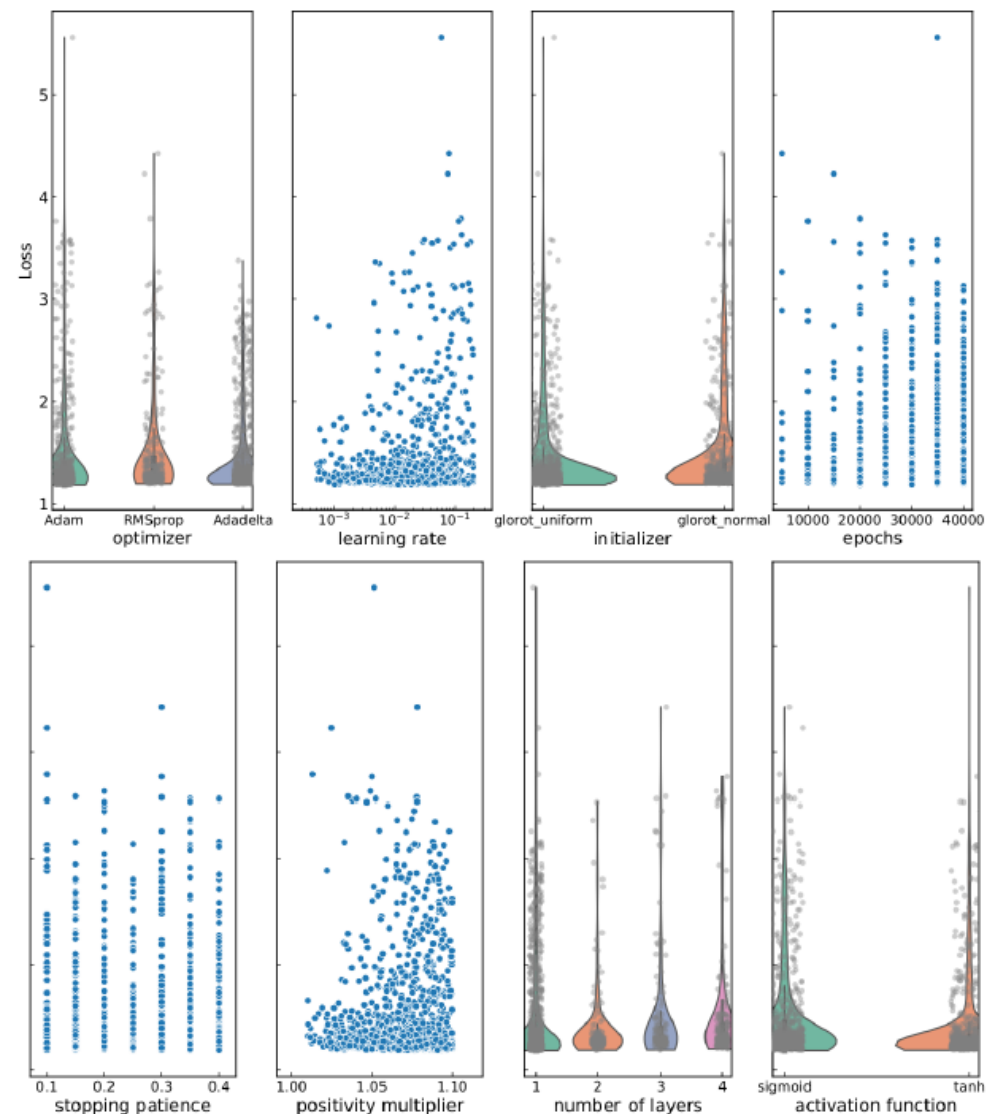 Loss
5
4
3
2
1
Adam RMSprop Adadelta
optimizer
10⁻³ 10⁻² 10⁻¹
learning rate
glorot_uniform glorot_normal
initializer
10000 20000 30000 40000
epochs
0.1 0.2 0.3 0.4
stopping patience
1.00 1.05 1.10
positivity multiplier
1 2 3 4
number of layers
sigmoid tanh
activation function